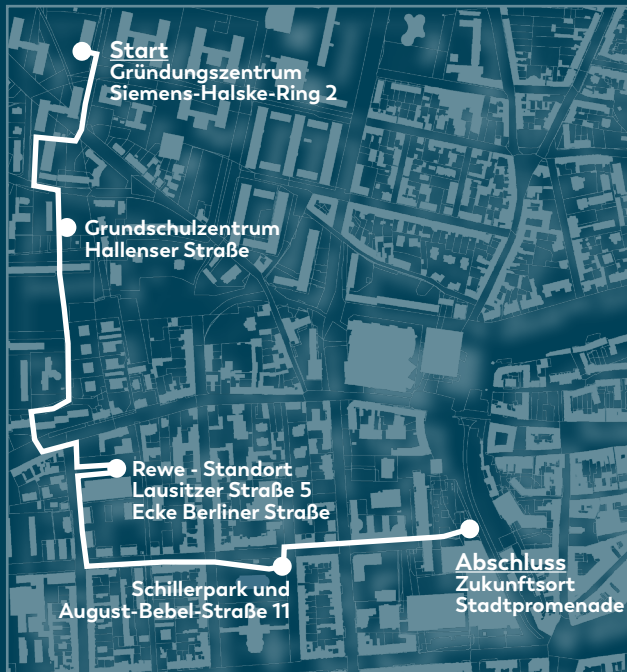 Start
Gründungszentrum
Siemens-Halske-Ring 2
Grundschulzentrum
Hallenser Straße
Rewe - Standort
Lausitzer Straße 5
Ecke Berliner Straße
Schillerpark und
August-Bebel-Straße 11
Abschluss
Zukunftsort
Stadtpromenade